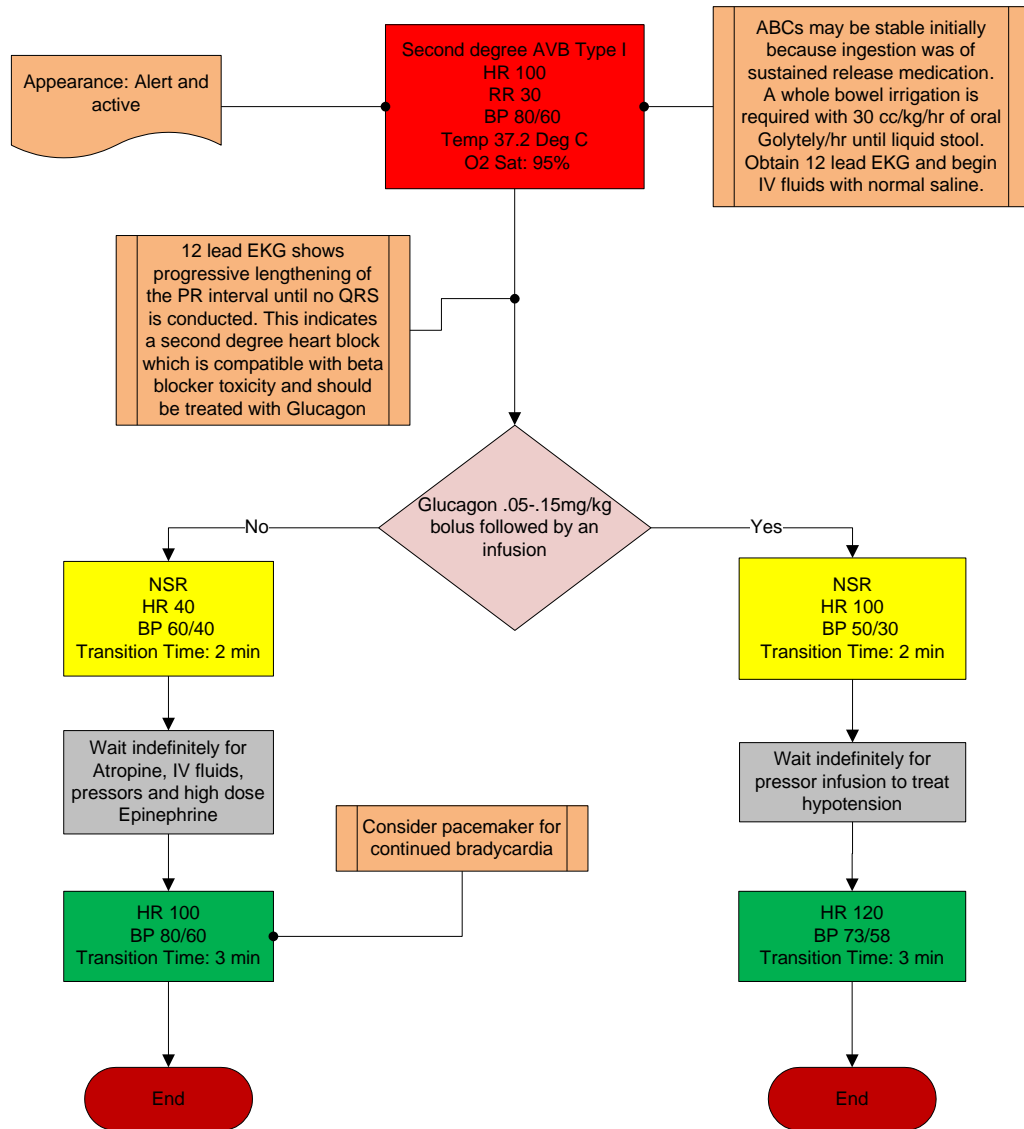 Appearance: Alert and
active
Second degree AVB Type I
HR 100
RR 30
BP 80/60
Temp 37.2 Deg C
O2 Sat: 95%
ABCs may be stable initially
because ingestion was of
sustained release medication.
A whole bowel irrigation is
required with 30 cc/kg/hr of oral
Golytely/hr until liquid stool.
Obtain 12 lead EKG and begin
IV fluids with normal saline.
12 lead EKG shows
progressive lengthening of
the PR interval until no QRS
is conducted. This indicates
a second degree heart block
which is compatible with beta
blocker toxicity and should
be treated with Glucagon
Glucagon .05-.15mg/kg
bolus followed by an
infusion
No
Yes
NSR
HR 40
BP 60/40
Transition Time: 2 min
NSR
HR 100
BP 50/30
Transition Time: 2 min
Wait indefinitely for
Atropine, IV fluids,
pressors and high dose
Epinephrine
Wait indefinitely for
pressor infusion to treat
hypotension
Consider pacemaker for
continued bradycardia
HR 100
BP 80/60
Transition Time: 3 min
HR 120
BP 73/58
Transition Time: 3 min
End
End